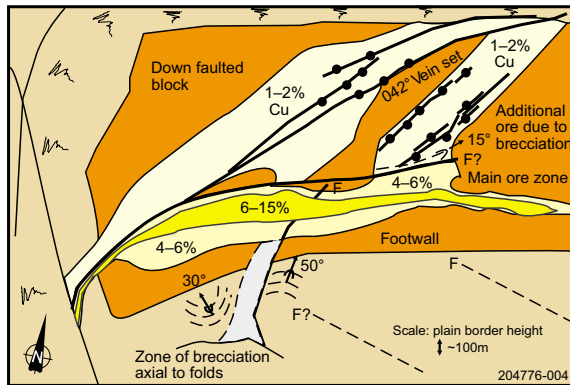 Down faulted
block
1–2%
Cu
042° Vein set
1–2%
Cu
Additional
ore due to
brecciation
15°
F?
Main ore zone
F
4–6%
6–15%
4–6%
Footwall
30°
50°
F
F?
Zone of brecciation
axial to folds
Scale: plain border height
~100m
N
204776-004